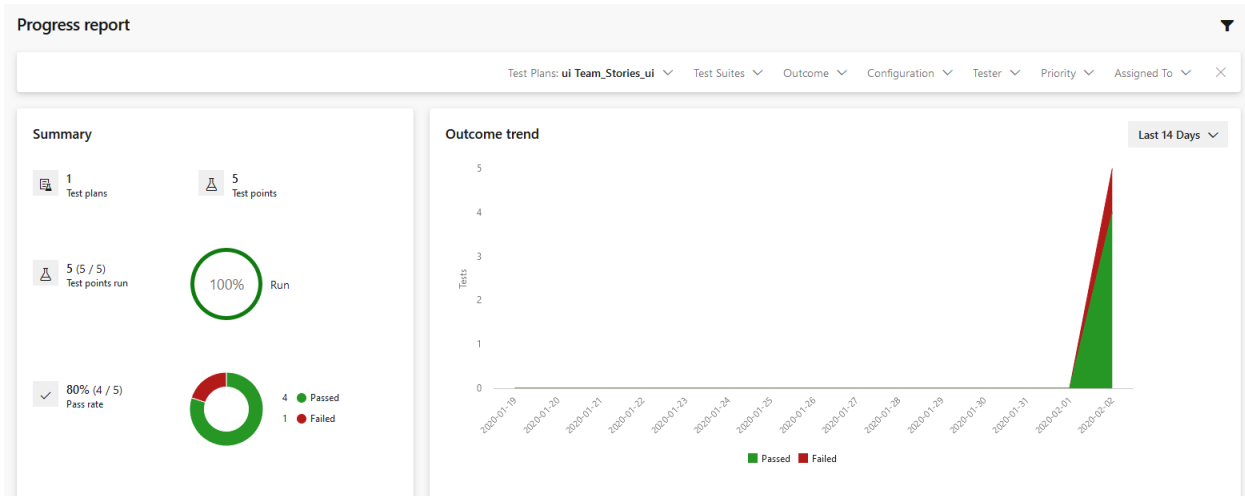 Progress report
Test Plans: ui Team_Stories_ui Test Suites Outcome Configuration Tester Priority Assigned To
Summary
1
Test plans
5
Test points
5 (5 / 5)
Test points run
100%
Run
80% (4 / 5)
Pass rate
4 Passed
1 Failed
Outcome trend
Last 14 Days
5
4
3
2
1
0
Tests
2020-01-19
2020-01-20
2020-01-21
2020-01-22
2020-01-23
2020-01-24
2020-01-25
2020-01-26
2020-01-27
2020-01-28
2020-01-29
2020-01-30
2020-01-31
2020-02-01
2020-02-02
Passed Failed